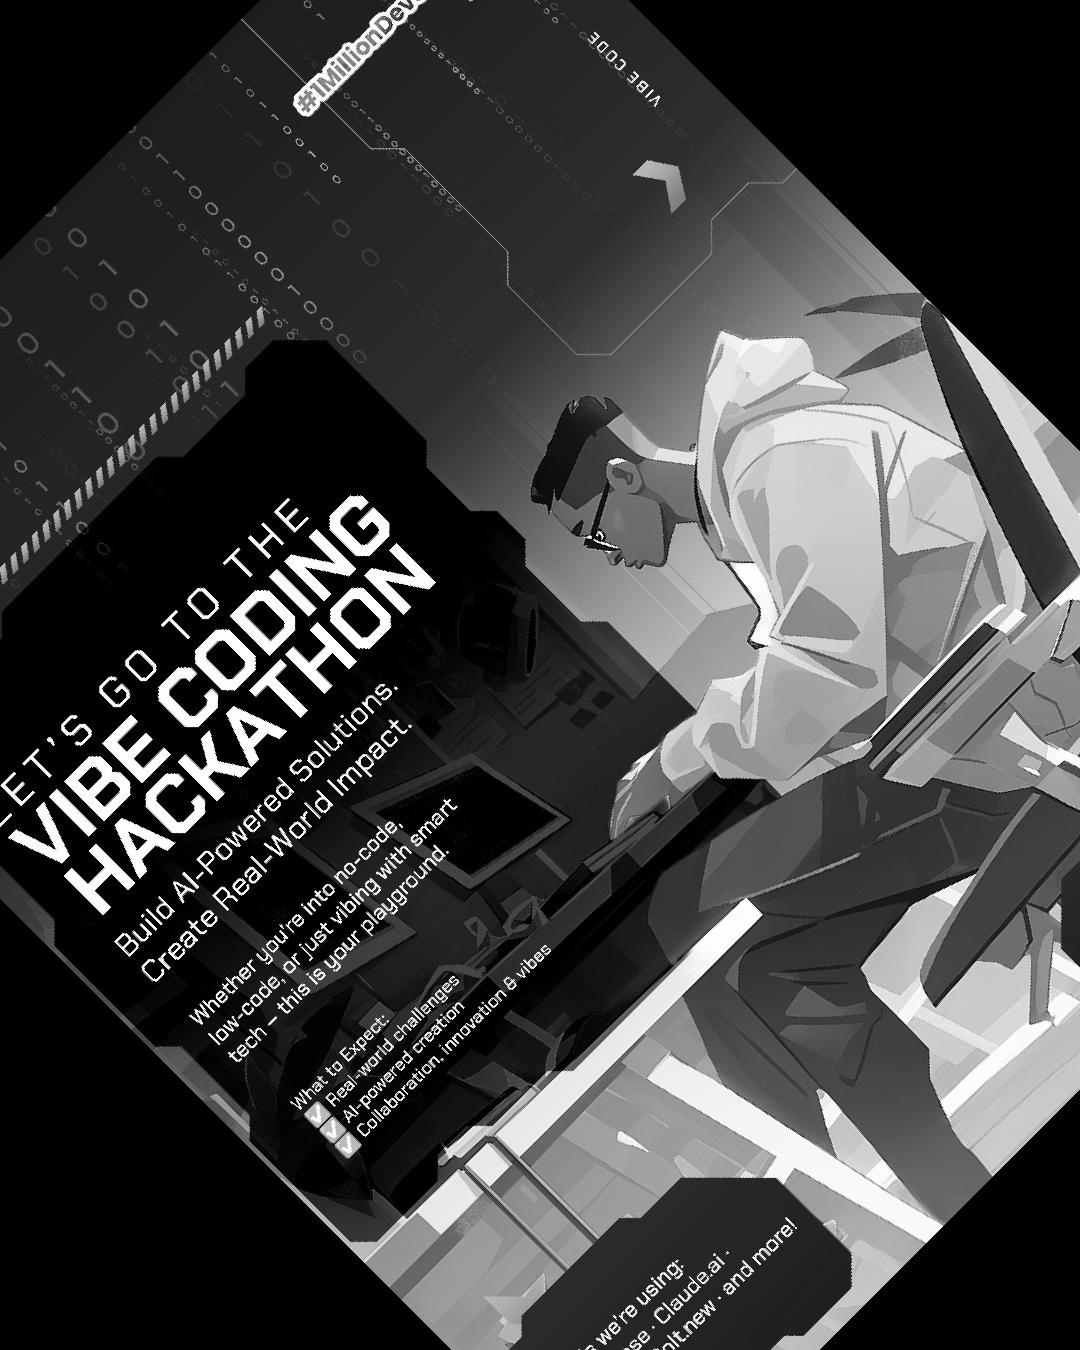 #1MillionDev
VIBE CODE
LET'S GO TO THE
VIBE CODING
HACKATHON
Build AI-Powered Solutions.
Create Real-World Impact.
Whether you're into no-code,
low-code, or just vibing with smart
tech – this is your playground.
What to Expect:
✓ Real-world challenges
✓ AI-powered creation
✓ Collaboration, innovation & vibes
we're using:
· Claude.ai ·
· and more!